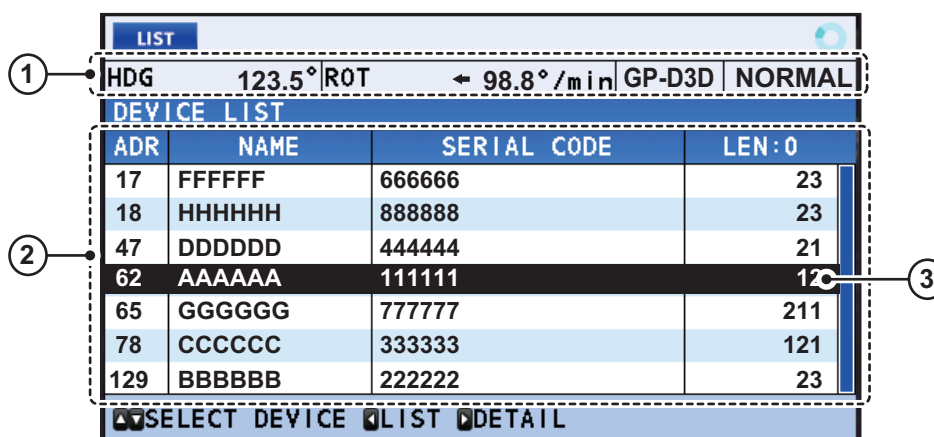 LIST
1 HDG 123.5° ROT ← 98.8°/min GP-D3D NORMAL
DEVICE LIST
ADR NAME SERIAL CODE LEN:0
17 FFFFFF 666666 23
18 HHHHHH 888888 23
2 47 DDDDDD 444444 21
62 AAAAAA 111111 12 3
65 GGGGGG 777777 211
78 CCCCCC 333333 121
129 BBBBBB 222222 23
▲▼SELECT DEVICE ◀LIST ▶DETAIL